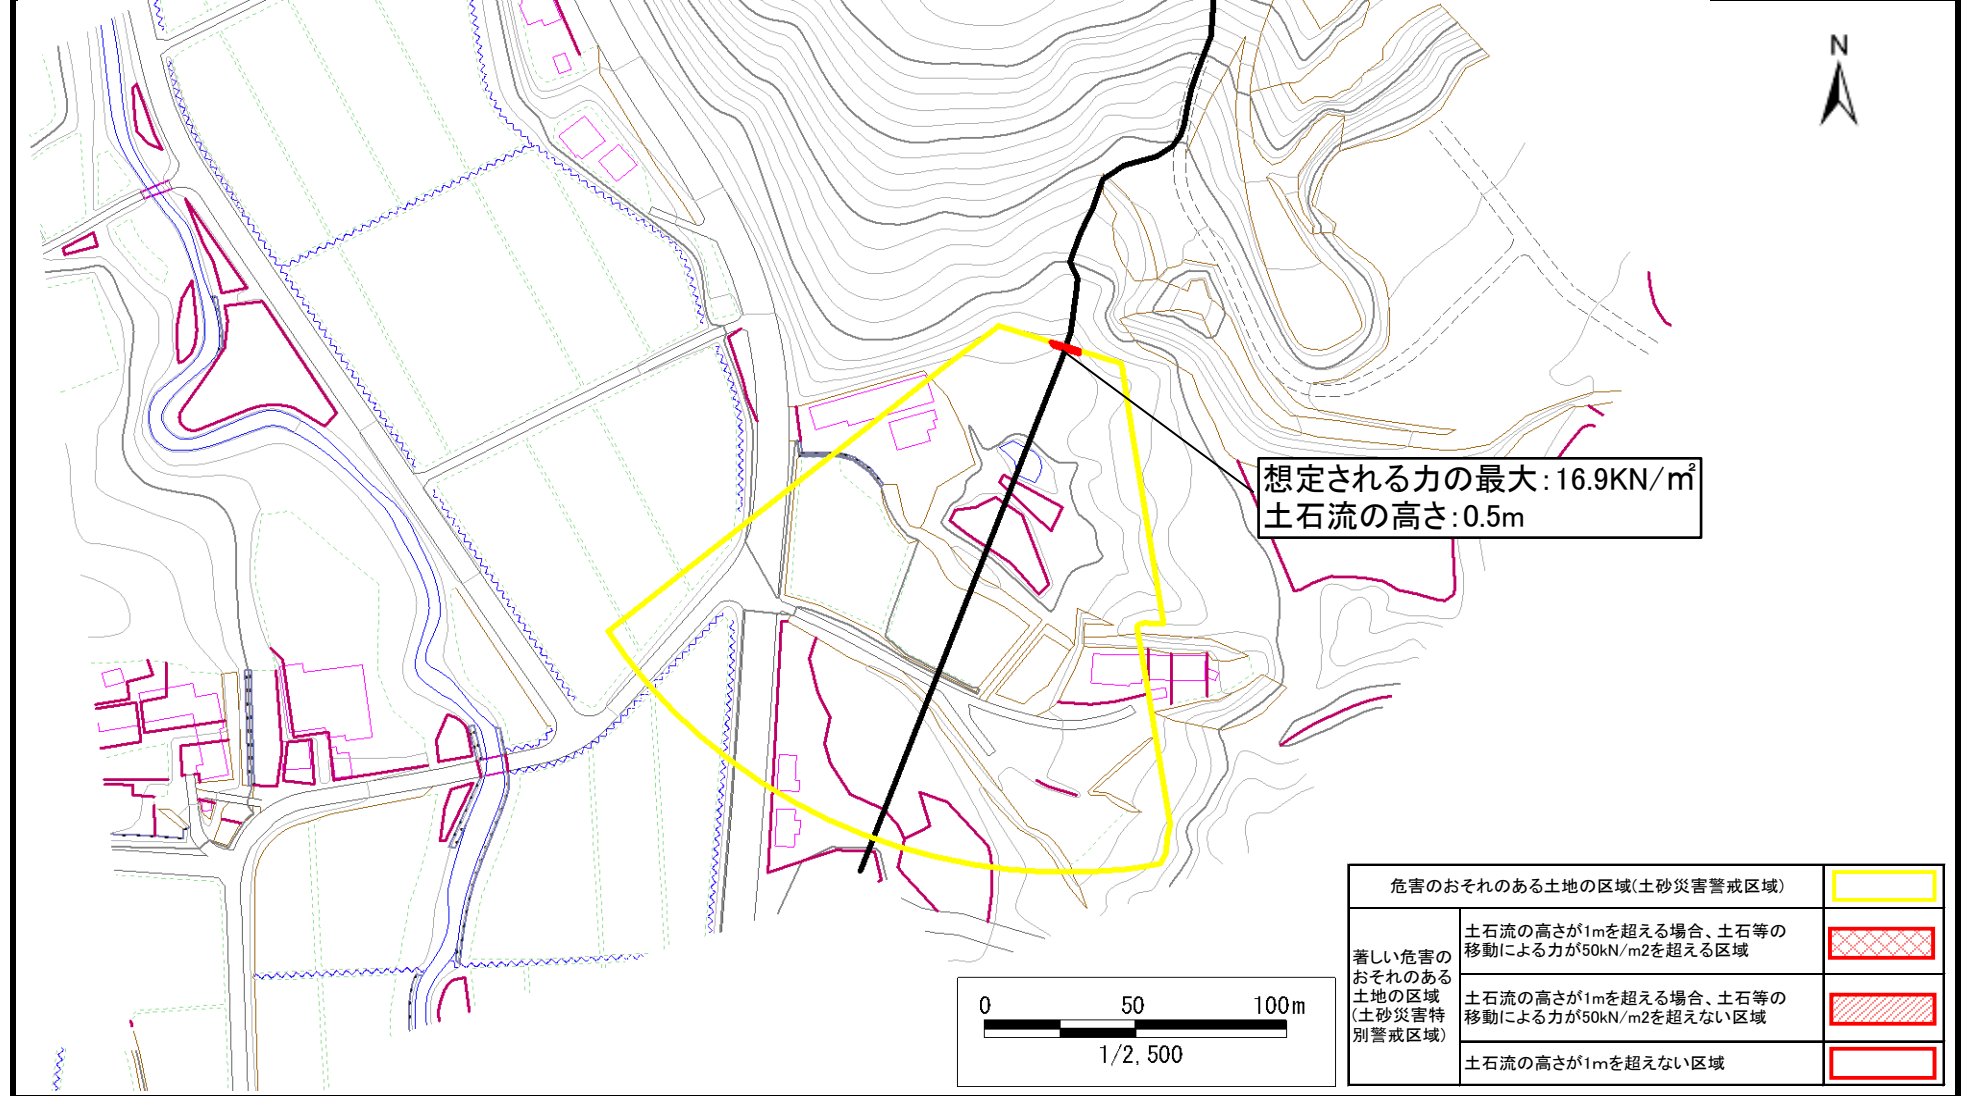 N
想定される力の最大:16.9KN/㎡
土石流の高さ:0.5m
0 50 100m
1/2,500
危害のおそれのある土地の区域(土砂災害警戒区域)
著しい危害の
おそれのある
土地の区域
(土砂災害特
別警戒区域)
土石流の高さが1mを超える場合、土石等の
移動による力が50kN/m2を超える区域
土石流の高さが1mを超える場合、土石等の
移動による力が50kN/m2を超えない区域
土石流の高さが1mを超えない区域